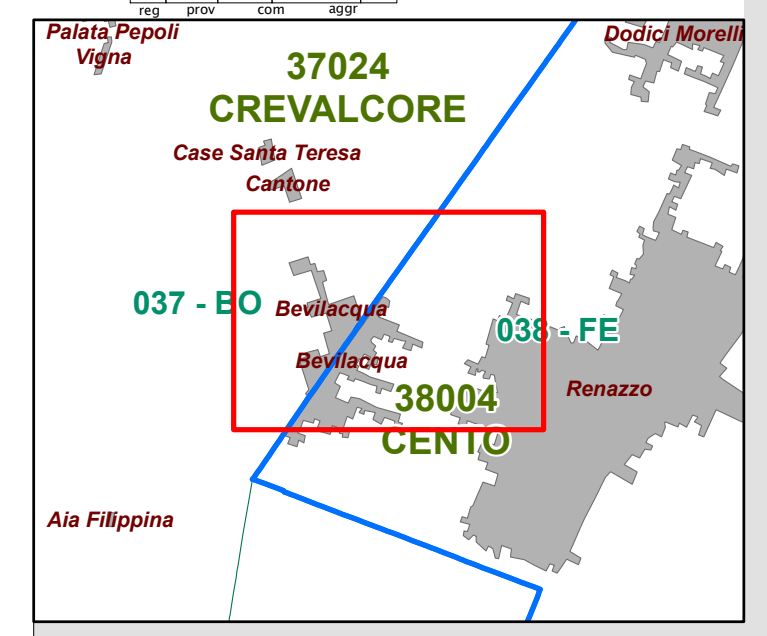 reg prov com aggr
Palata Pepoli
Vigna
Dodici Morelli
37024
CREVALCORE
Case Santa Teresa
Cantone
037 - BO
Bevilacqua
038 - FE
Bevilacqua
38004
Renazzo
CENTO
Aia Filippina